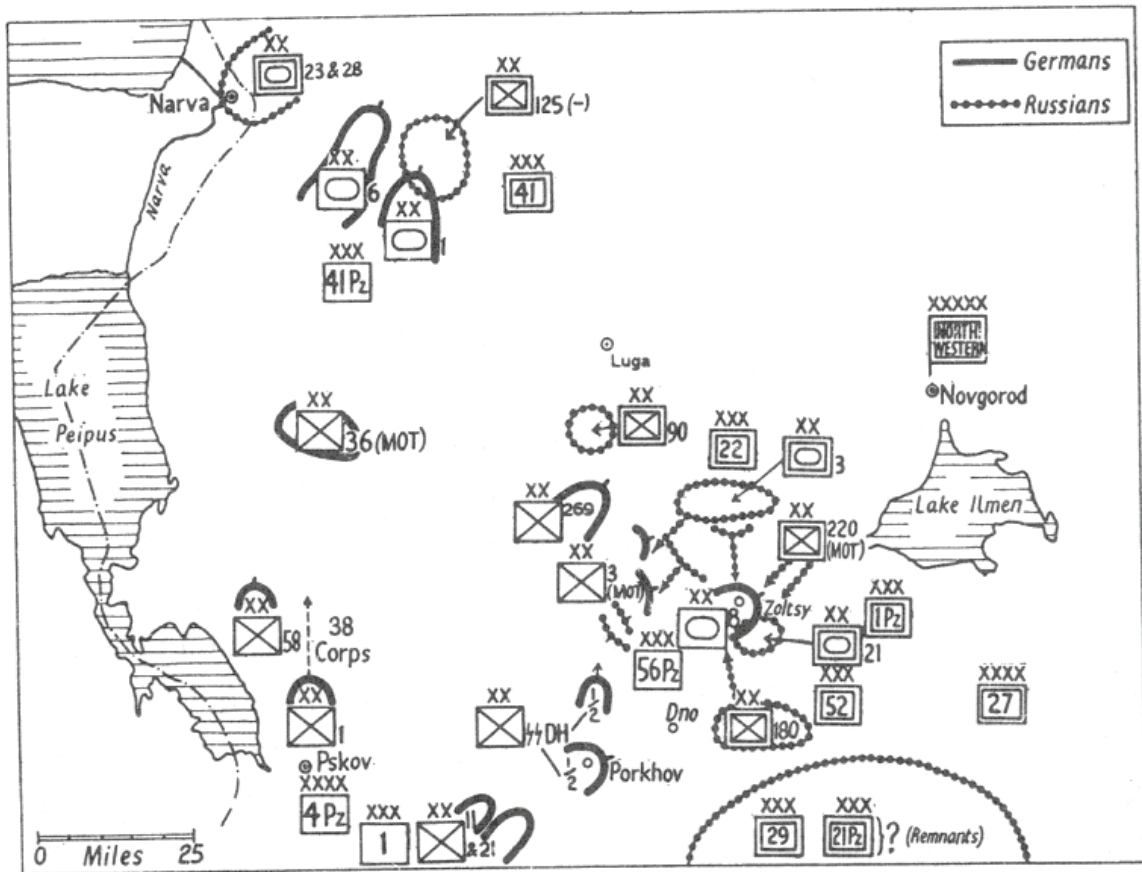 XX
23 & 28
Narva
XX
125 (-)
Germans
Russians
XX
6
XXX
41
Narva
XX
1
XXX
41 Pz
XXXXX
NORTH
WESTERN
Luga
Novgorod
Lake
Peipus
XX
36 (MOT)
XX
90
XXX
22
XX
3
Lake Ilmen
XX
269
XX
220
(MOT)
XX
3
(MOT)
XX
8
Zoltsy
XXX
1 Pz
XX
21
XX
58
38
Corps
XXX
56 Pz
XXX
52
XXXX
27
XX
1
1/2
Dno
XX
180
XX
SS DH
1/2
Porkhov
Pskov
XXXX
4 Pz
XXX
1
XX
11
& 21
XXX
29
XXX
21 Pz
? (Remnants)
0 Miles 25